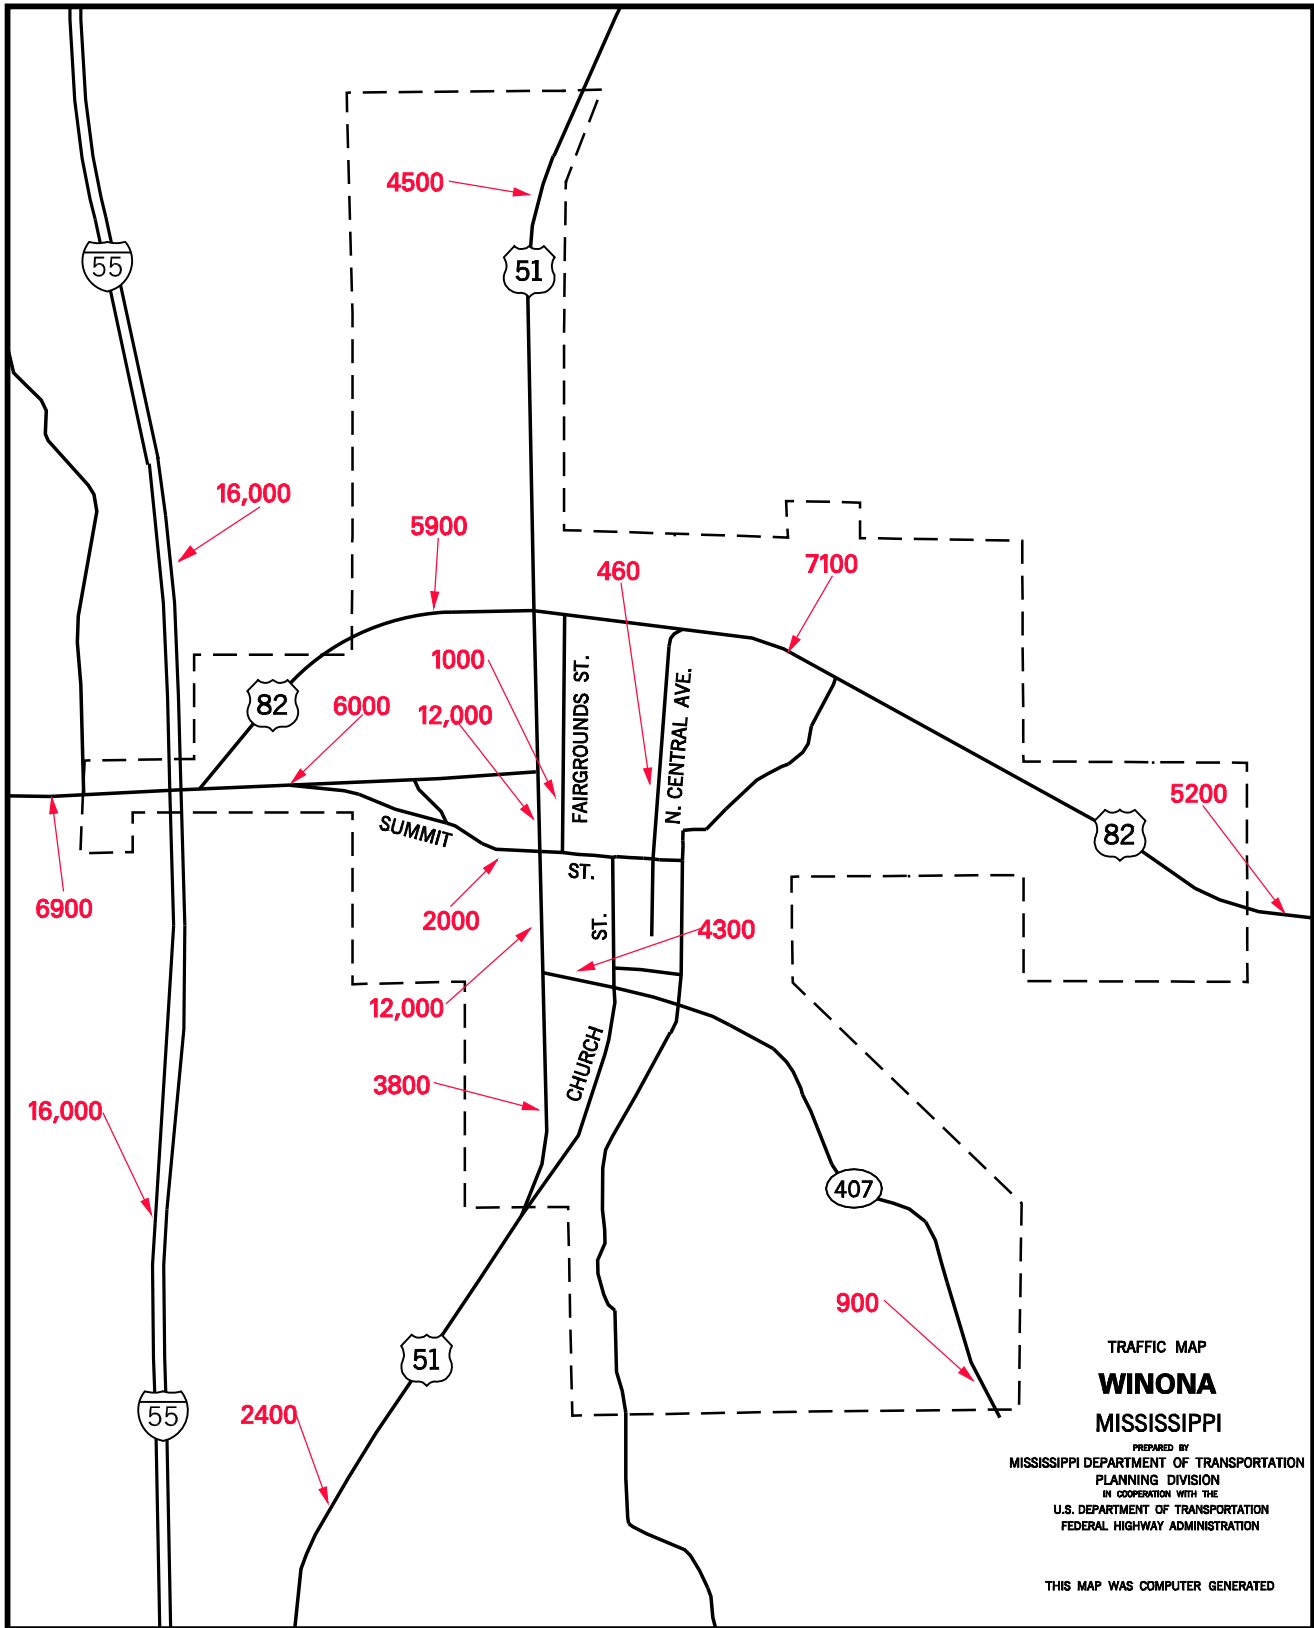 4500
55
51
16,000
5900
460
7100
1000
FAIRGROUNDS ST.
N. CENTRAL AVE.
82
6000
12,000
5200
SUMMIT
82
ST.
6900
2000
ST.
4300
12,000
CHURCH
3800
16,000
407
900
51
55
2400
TRAFFIC MAP
WINONA
MISSISSIPPI
PREPARED BY
MISSISSIPPI DEPARTMENT OF TRANSPORTATION
PLANNING DIVISION
IN COOPERATION WITH THE
U.S. DEPARTMENT OF TRANSPORTATION
FEDERAL HIGHWAY ADMINISTRATION
THIS MAP WAS COMPUTER GENERATED